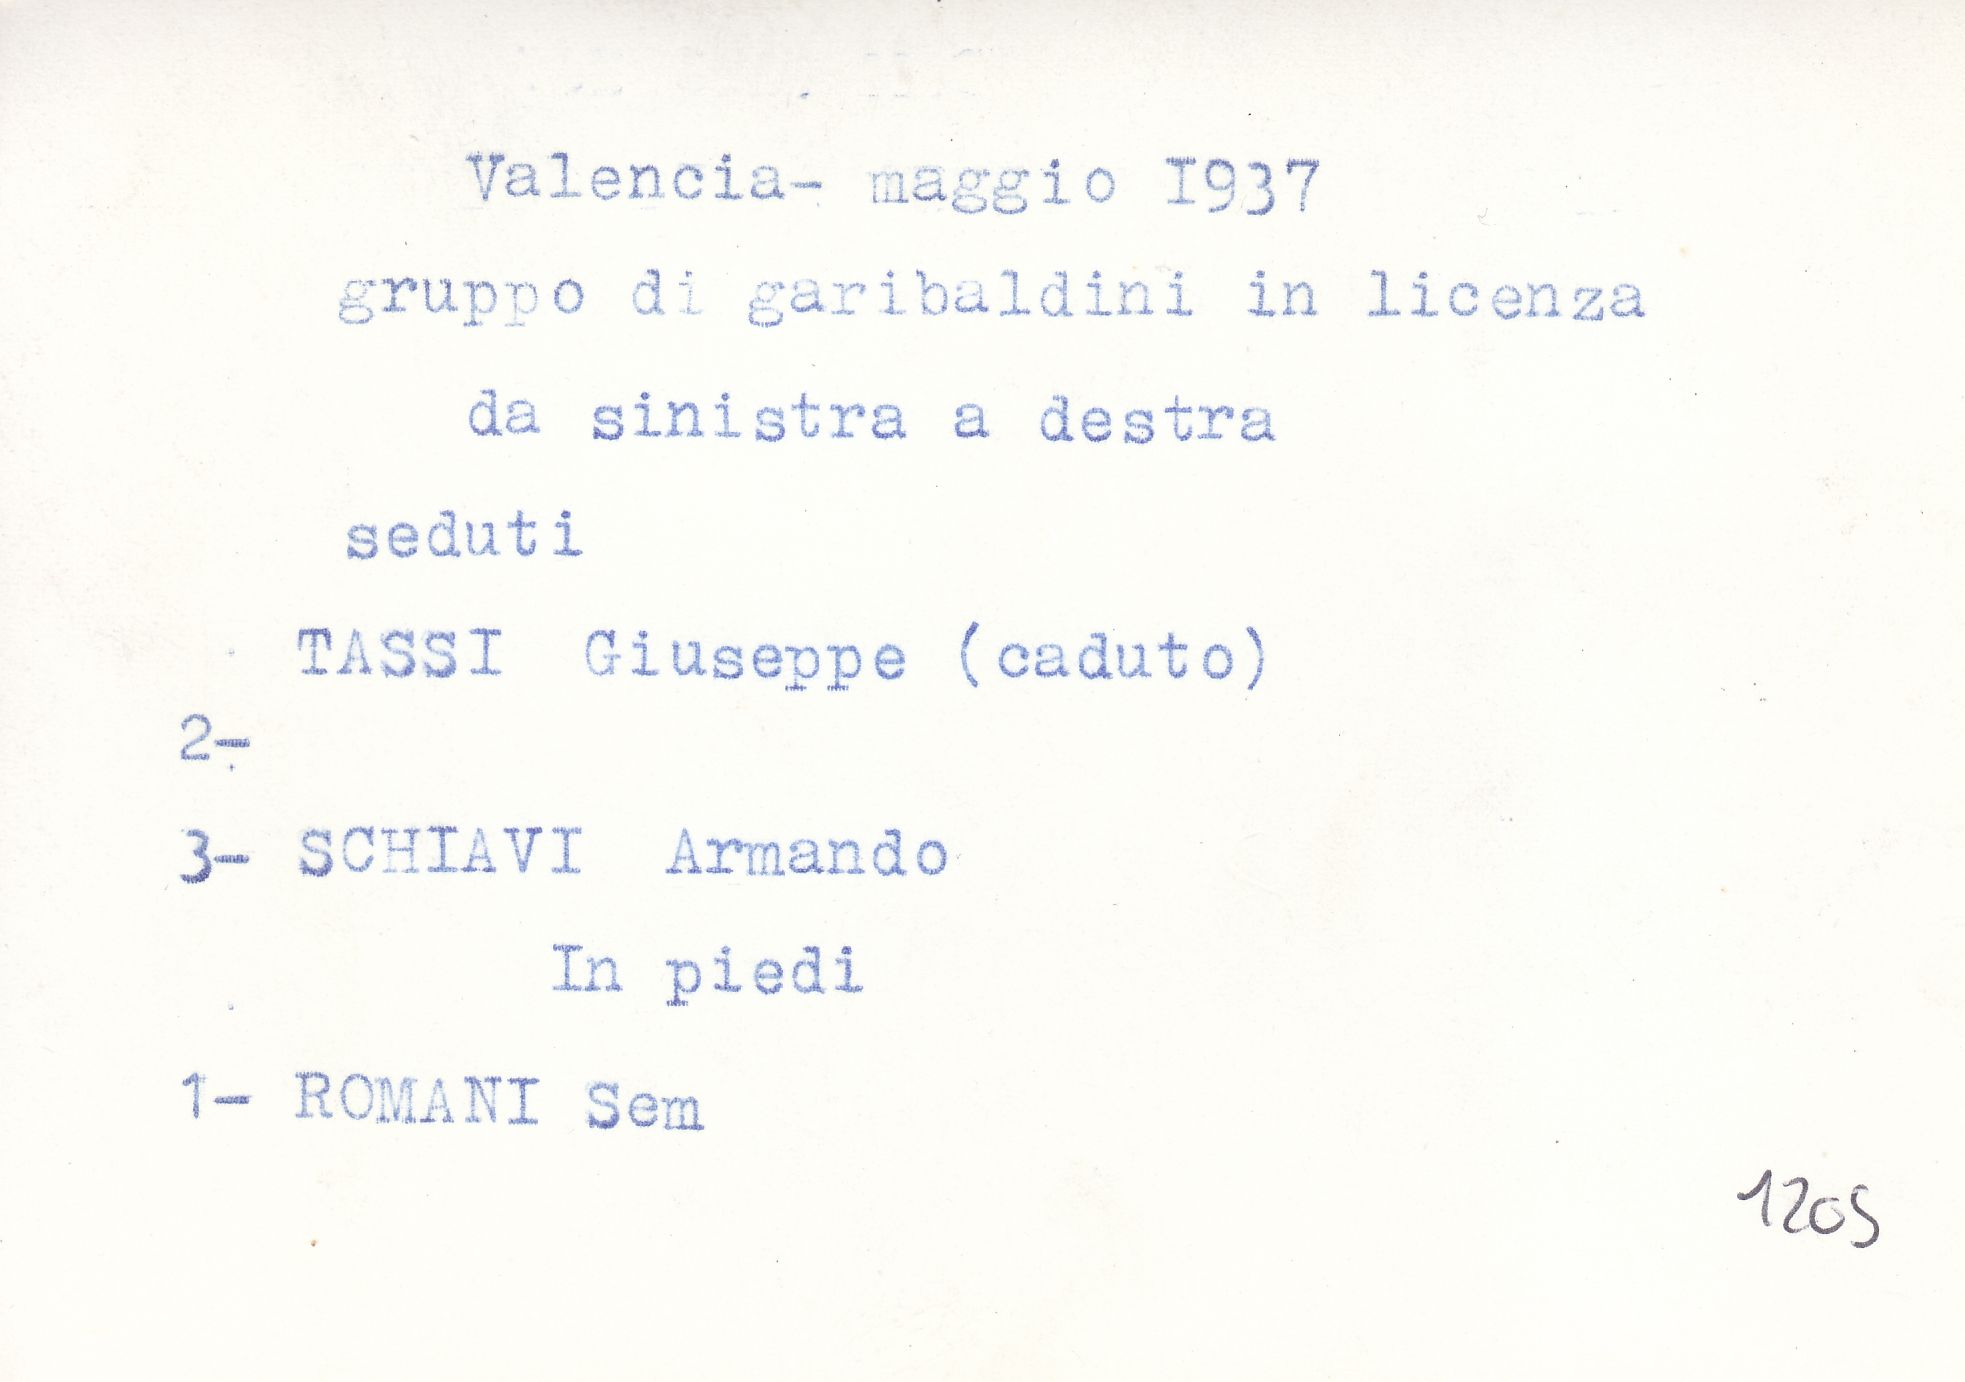 Valencia- maggio I937
gruppo di garibaldini in licenza
da sinistra a destra
seduti
TASSI Giuseppe (caduto)
2-
3- SCHIAVI Armando
In piedi
1- ROMANI Sem
1205